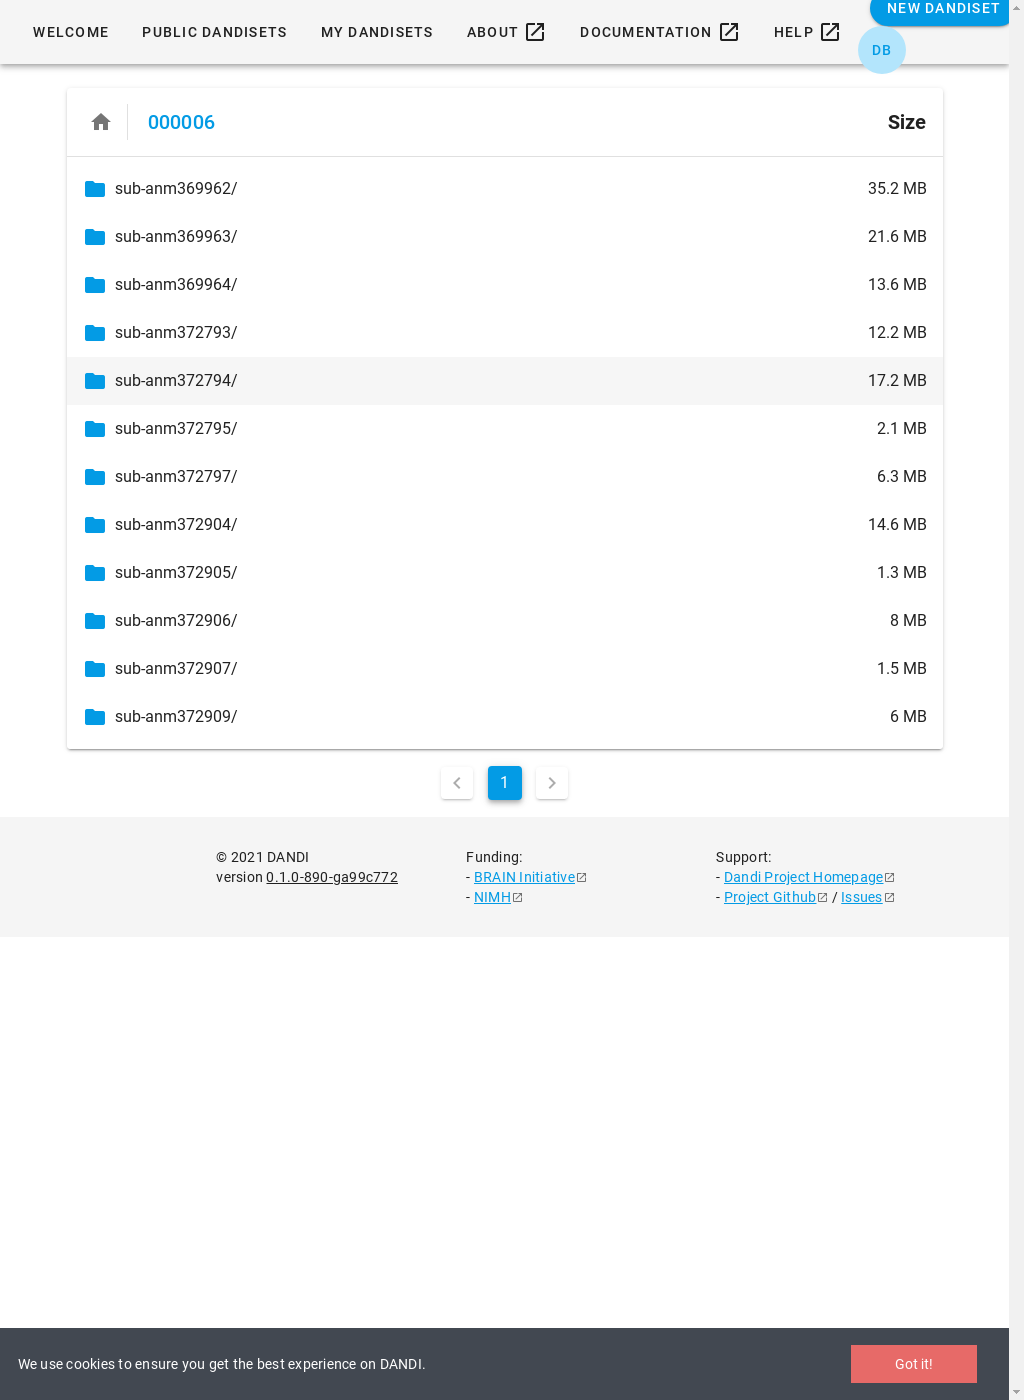 WELCOME PUBLIC DANDISETS MY DANDISETS ABOUT DOCUMENTATION HELP NEW DANDISET
DB
000006 Size
sub-anm369962/ 35.2 MB
sub-anm369963/ 21.6 MB
sub-anm369964/ 13.6 MB
sub-anm372793/ 12.2 MB
sub-anm372794/ 17.2 MB
sub-anm372795/ 2.1 MB
sub-anm372797/ 6.3 MB
sub-anm372904/ 14.6 MB
sub-anm372905/ 1.3 MB
sub-anm372906/ 8 MB
sub-anm372907/ 1.5 MB
sub-anm372909/ 6 MB
1
© 2021 DANDI
version 0.1.0-890-ga99c772
Funding:
- BRAIN Initiative
- NIMH
Support:
- Dandi Project Homepage
- Project Github / Issues
We use cookies to ensure you get the best experience on DANDI. Got it!